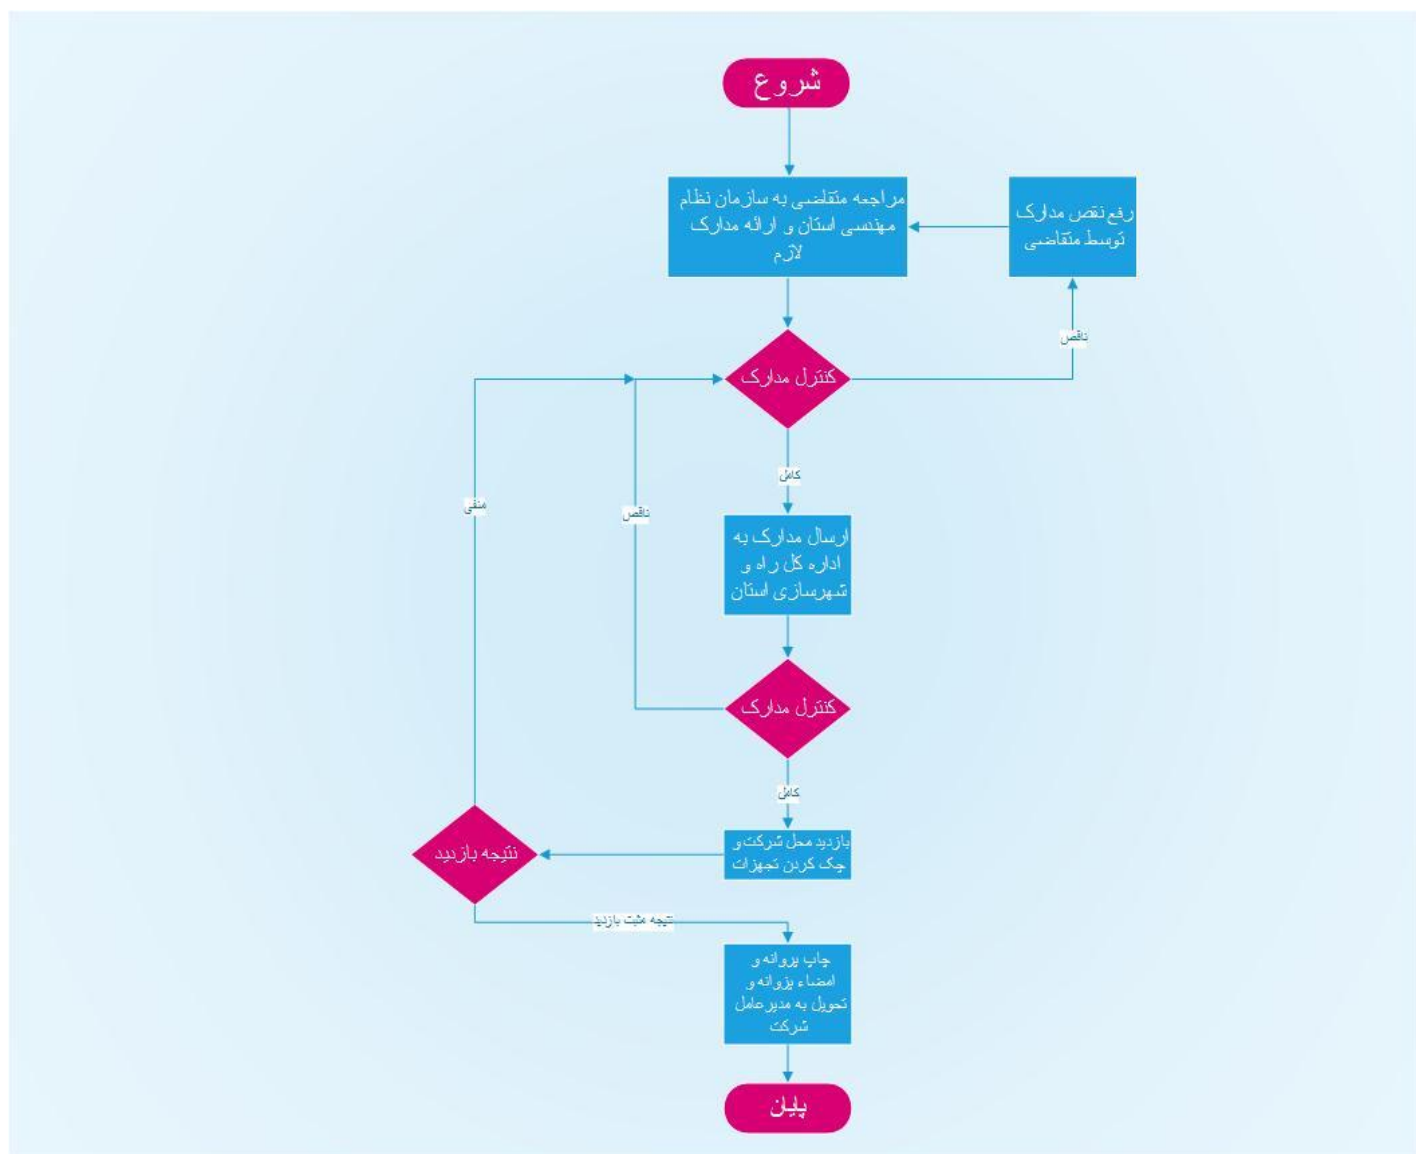 شروع
مراجعه متقاضی به سازمان نظام
مهندسی استان و ارائه مدارک
لازم
رفع نقص مدارک
توسط متقاضی
ناقص
کنترل مدارک
کامل
منفی
ناقص
ارسال مدارک به
اداره کل راه و
شهرسازی استان
کنترل مدارک
کامل
بازدید محل شرکت و
چک کردن تجهزات
نتیجه بازدید
نتیجه مثبت بازدید
چاپ پروانه و
امضاء پروانه و
تحویل به مدیرعامل
شرکت
پایان